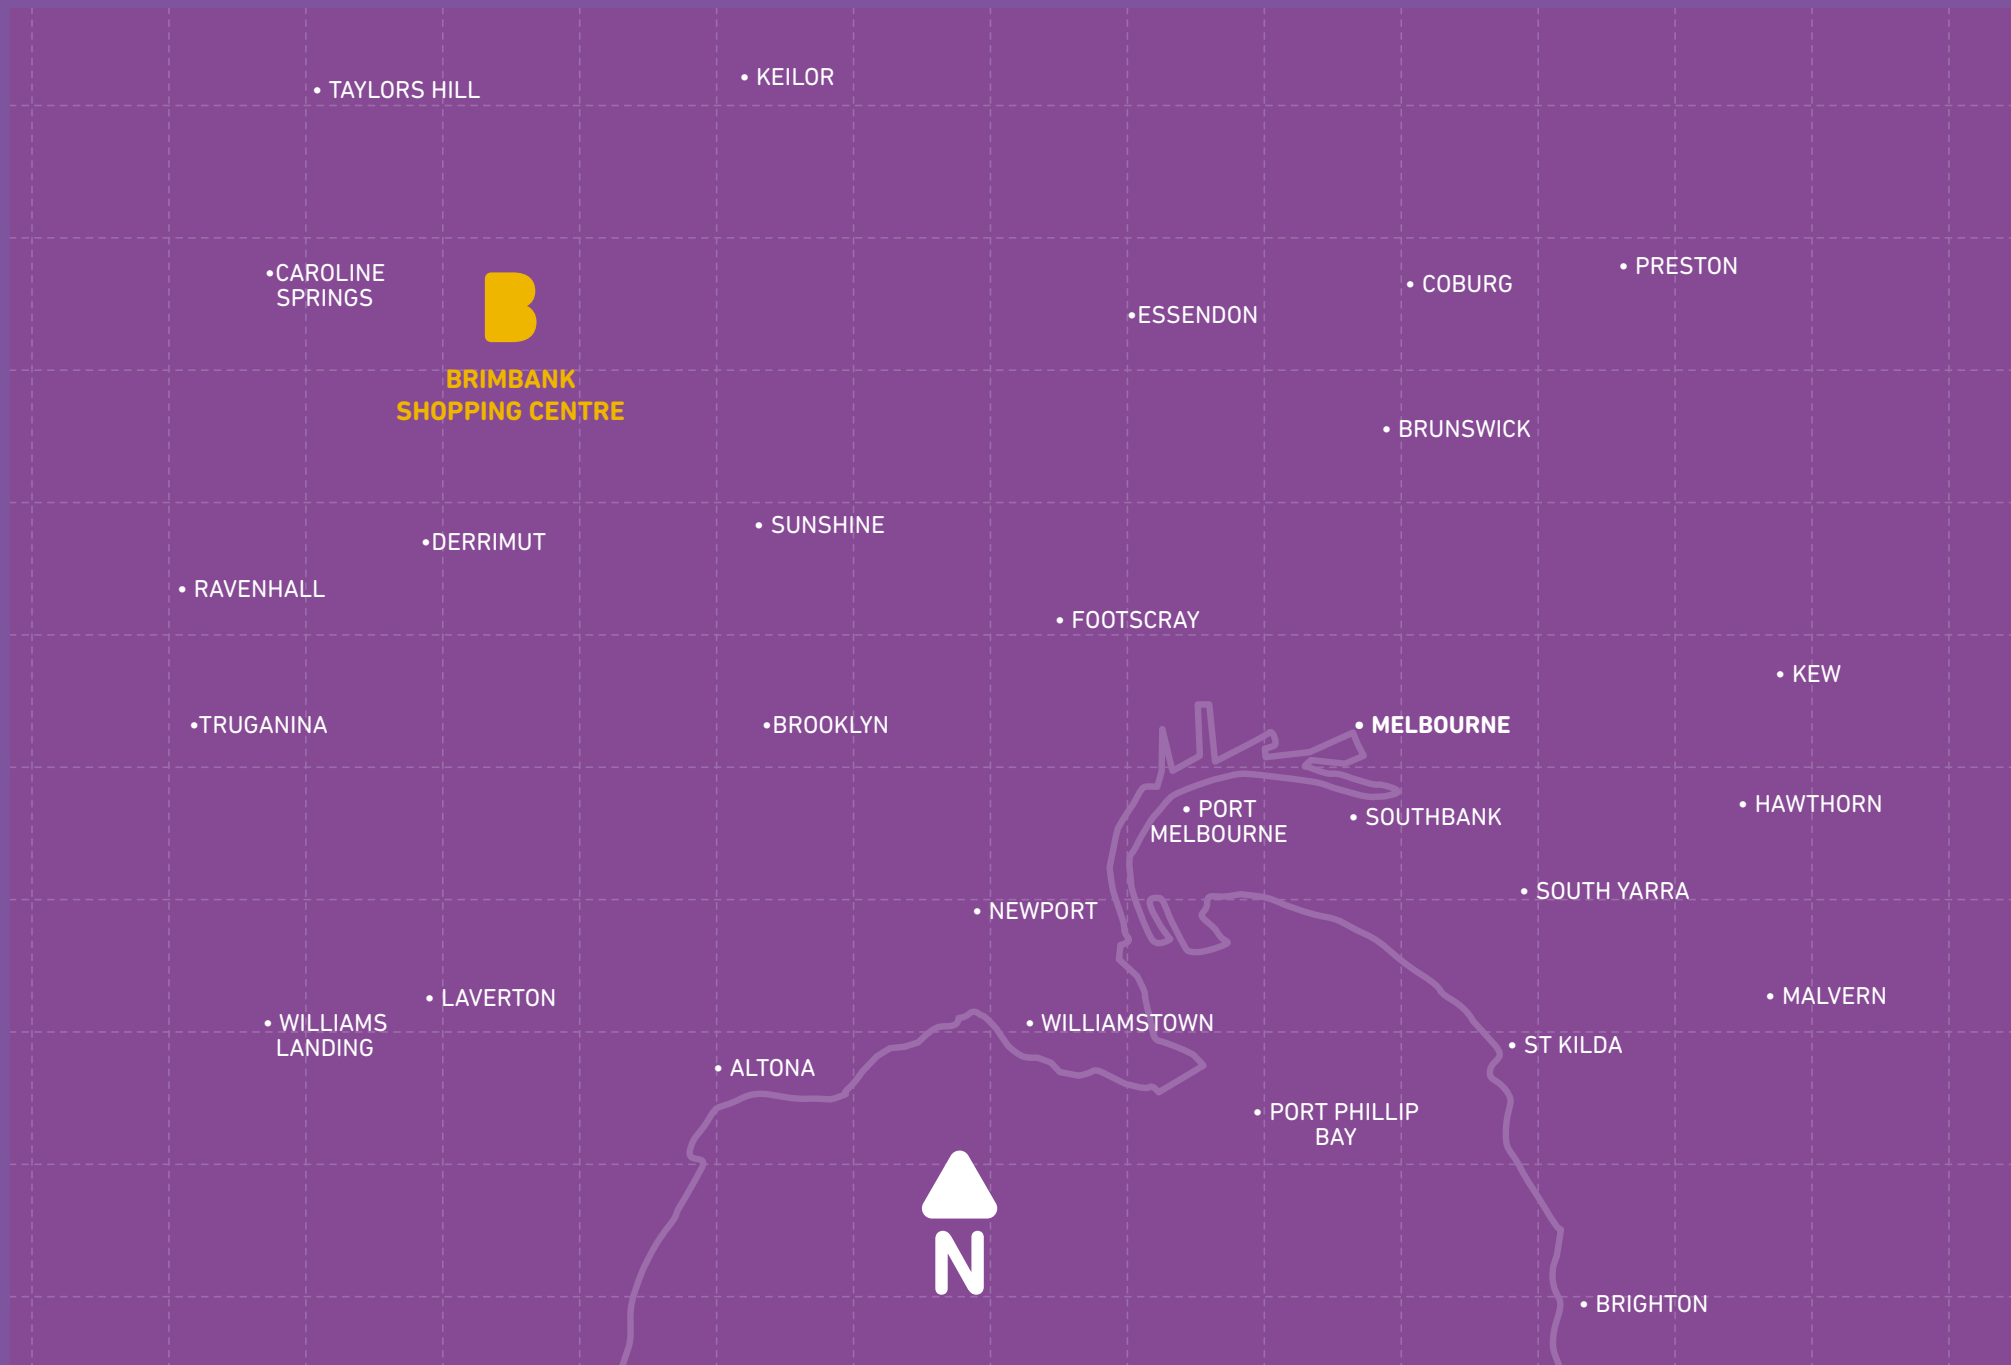 • KEILOR
• TAYLORS HILL
• PRESTON
•CAROLINE
SPRINGS
• COBURG
B
•ESSENDON
BRIMBANK
SHOPPING CENTRE
• BRUNSWICK
• SUNSHINE
•DERRIMUT
• RAVENHALL
• FOOTSCRAY
• KEW
•TRUGANINA
•BROOKLYN
• MELBOURNE
• HAWTHORN
• PORT
MELBOURNE
• SOUTHBANK
• SOUTH YARRA
• NEWPORT
• MALVERN
• LAVERTON
• WILLIAMS
LANDING
• WILLIAMSTOWN
• ST KILDA
• ALTONA
• PORT PHILLIP
BAY
N
• BRIGHTON